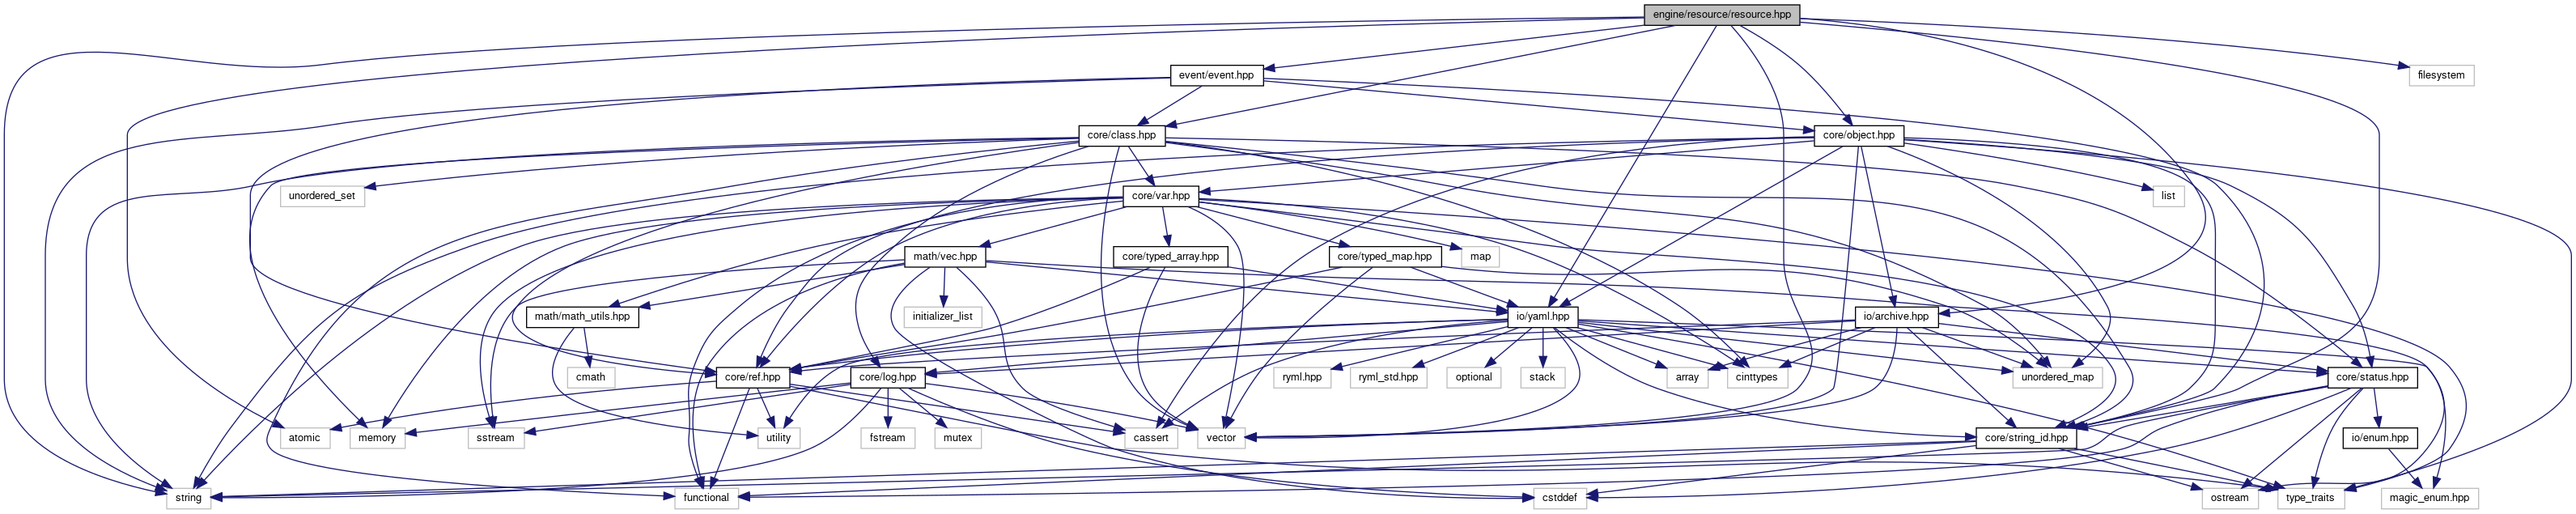 engine/resource/resource.hpp
event/event.hpp
filesystem
core/class.hpp
core/object.hpp
unordered_set
core/var.hpp
list
math/vec.hpp
core/typed_array.hpp
core/typed_map.hpp
map
math/math_utils.hpp
initializer_list
io/yaml.hpp
io/archive.hpp
cmath
core/ref.hpp
core/log.hpp
ryml.hpp
ryml_std.hpp
optional
stack
array
cinttypes
unordered_map
core/status.hpp
atomic
memory
sstream
utility
fstream
mutex
cassert
vector
core/string_id.hpp
io/enum.hpp
string
functional
cstddef
ostream
type_traits
magic_enum.hpp